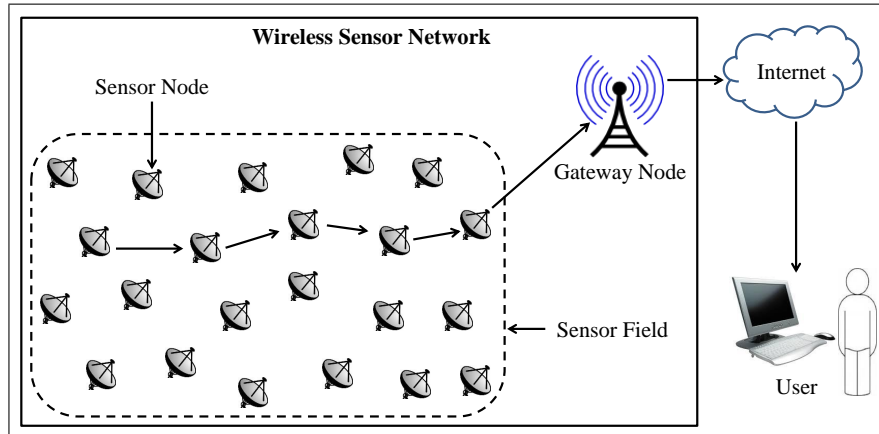 Wireless Sensor Network
Sensor Node
Internet
Gateway Node
Sensor Field
User